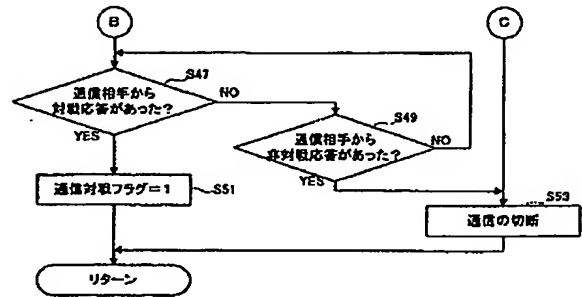 B
C
S47
通信相手から
対戦応答があった？
NO
YES
S49
通信相手から
非対戦応答があった？
NO
YES
通信対戦フラグ=1
S51
S53
通信の切断
リターン